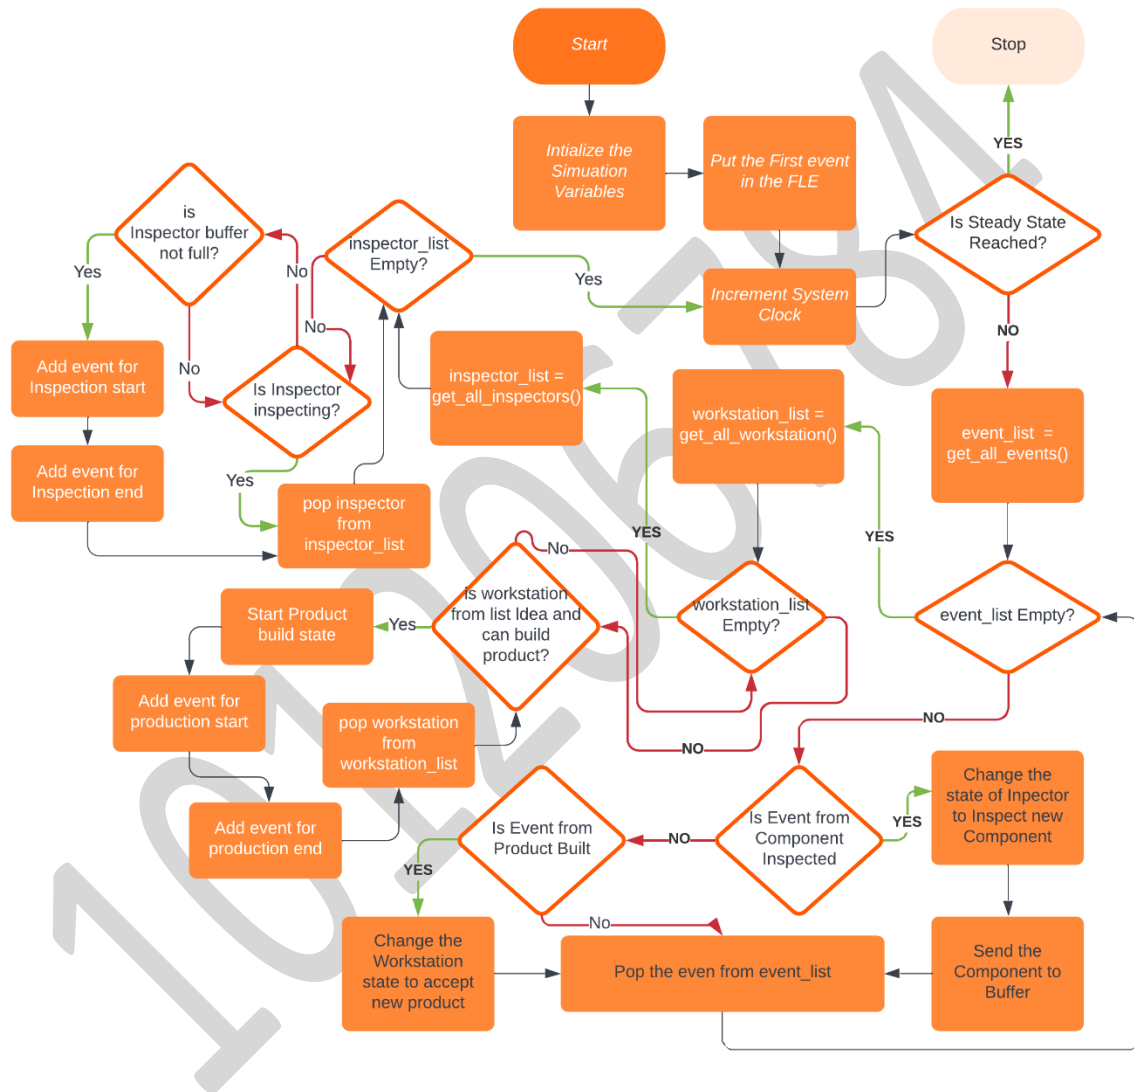 Start
Stop
Intialize the
Simuation
Variables
Put the First event
in the FLE
YES
Is Steady State
Reached?
is
Inspector buffer
not full?
inspector_list
Empty?
Yes
No
Yes
Increment System
Clock
No
NO
No
Add event for
Inspection start
Is Inspector
inspecting?
inspector_list =
get_all_inspectors()
workstation_list =
get_all_workstation()
event_list =
get_all_events()
Add event for
Inspection end
Yes
pop inspector
from
inspector_list
YES
YES
No
Is workstation
from list Idea and
can build
product?
Yes
Start Product
build state
workstation_list
Empty?
event_list Empty?
Add event for
production start
pop workstation
from
workstation_list
NO
NO
Add event for
production end
Is Event from
Product Built
NO
Is Event from
Component
Inspected
YES
Change the
state of Inpector
to Inspect new
Component
YES
No
Change the
Workstation
state to accept
new product
Pop the even from event_list
Send the
Component to
Buffer
101206784